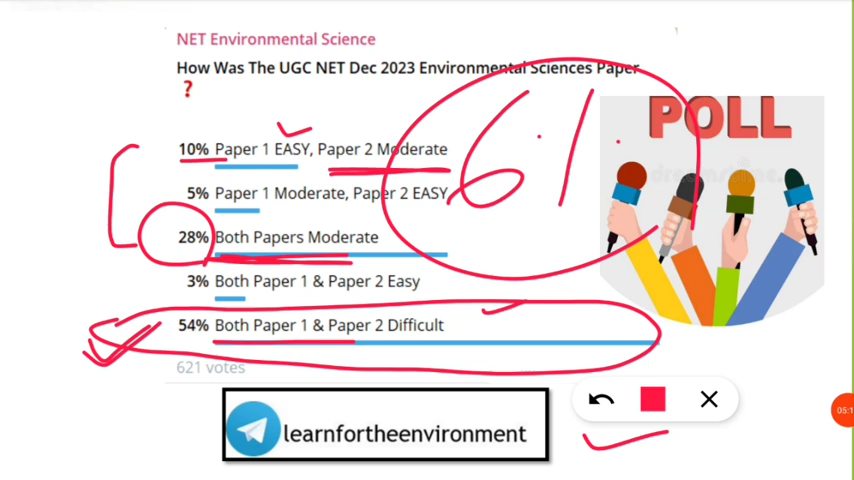 NET Environmental Science
How Was The UGC NET Dec 2023 Environmental Sciences Paper
?
10% Paper 1 EASY, Paper 2 Moderate
5% Paper 1 Moderate, Paper 2 EASY
28% Both Papers Moderate
3% Both Paper 1 & Paper 2 Easy
54% Both Paper 1 & Paper 2 Difficult
621 votes
61
POLL
learnfortheenvironment